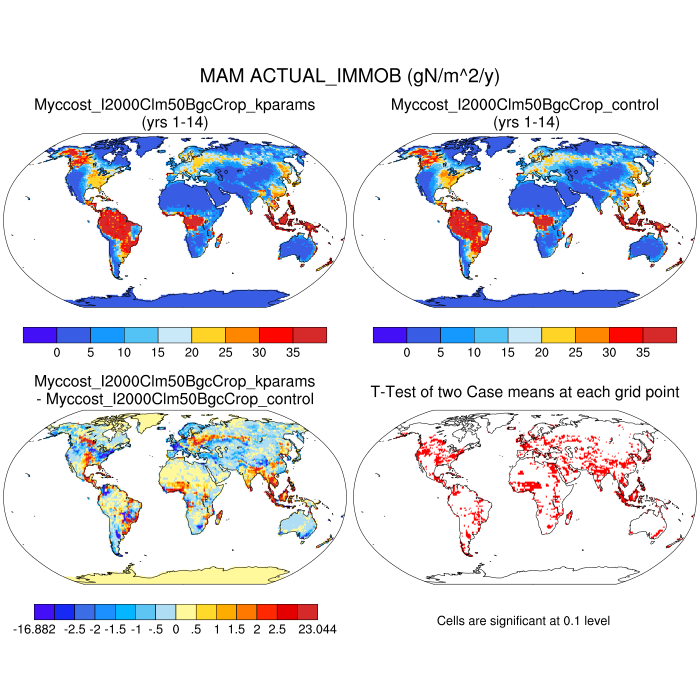 MAM ACTUAL_IMMOB (gN/m^2/y)
Myccost_I2000Clm50BgcCrop_kparams
(yrs 1-14)
Myccost_I2000Clm50BgcCrop_control
(yrs 1-14)
0 5 10 15 20 25 30 35
0 5 10 15 20 25 30 35
Myccost_I2000Clm50BgcCrop_kparams
- Myccost_I2000Clm50BgcCrop_control
T-Test of two Case means at each grid point
-16.882 -2.5 -2 -1.5 -1 -.5 0 .5 1 1.5 2 2.5 23.044
Cells are significant at 0.1 level